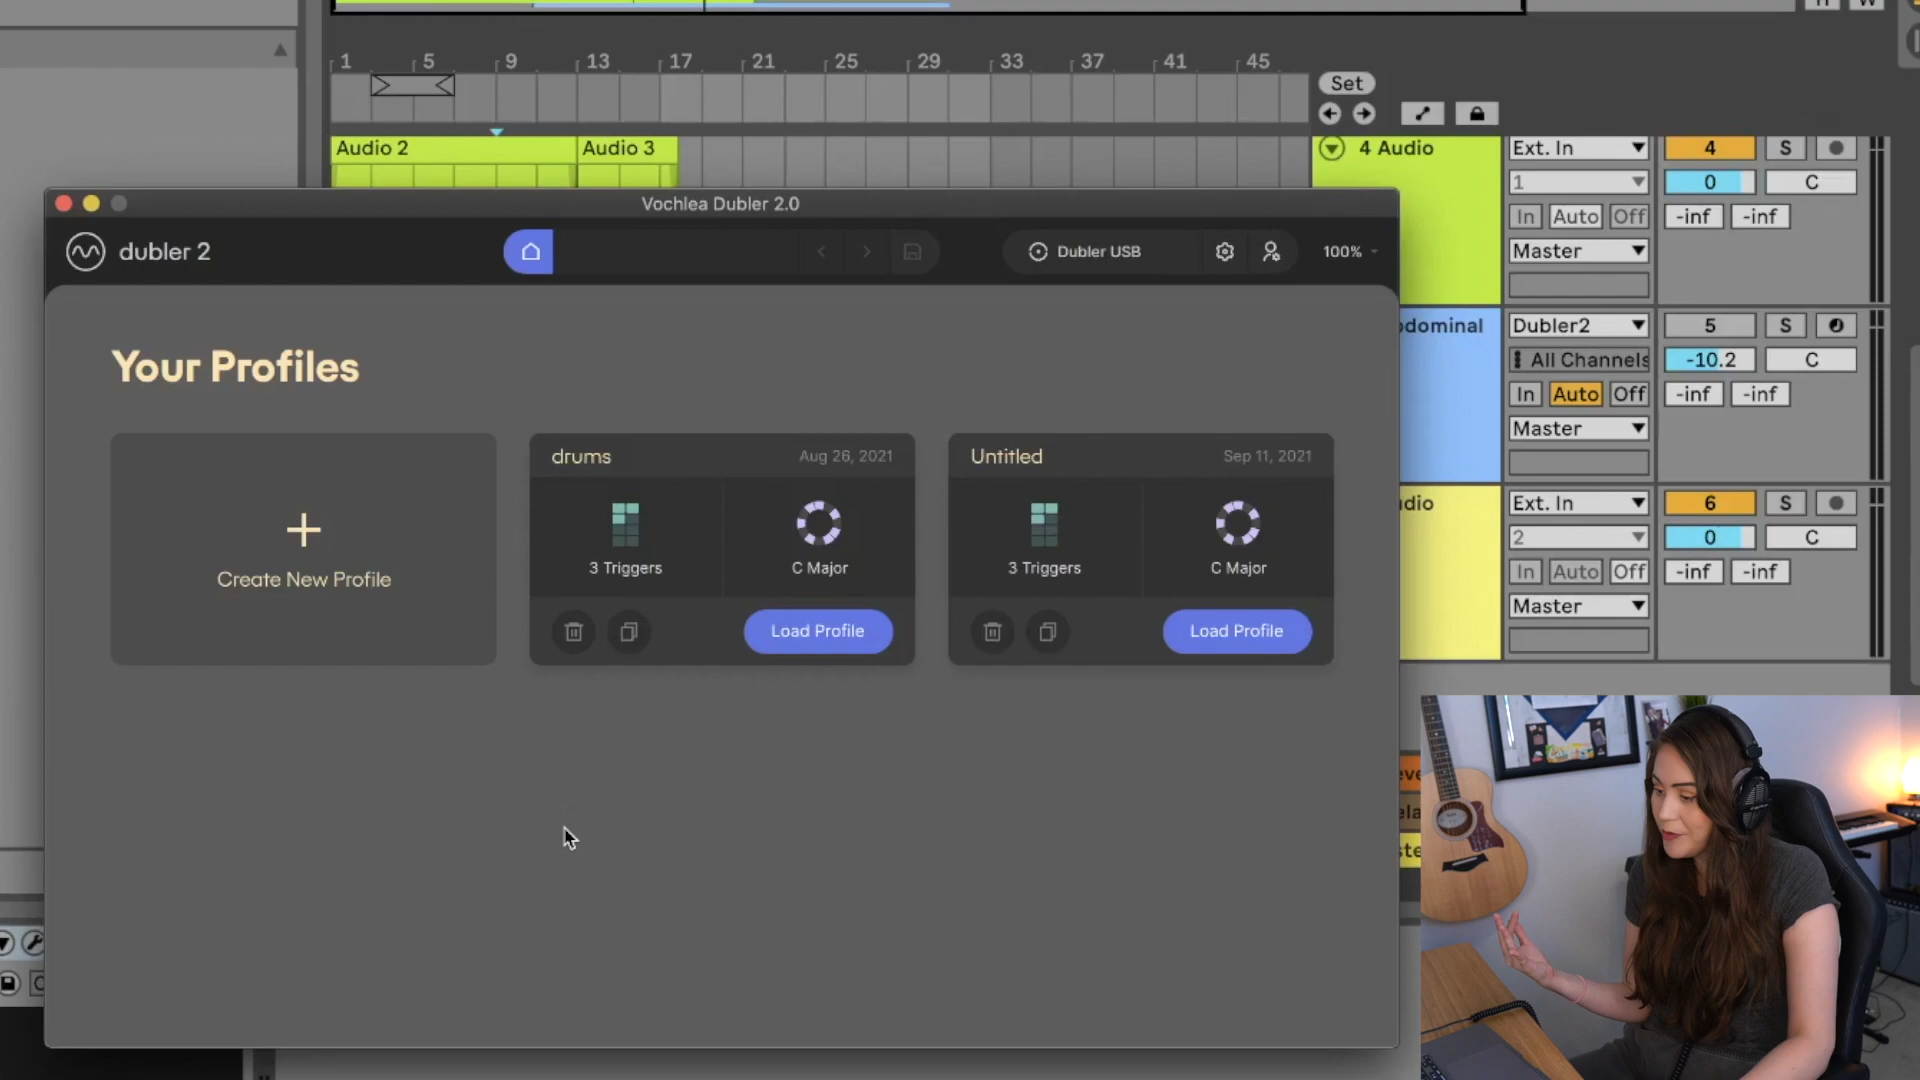 1 5 9 13 17 21 25 29 33 37 41 45
Set
Audio 2
Audio 3
4 Audio
Ext. In
4
S
1
0
C
In Auto Off
-inf
-inf
Master
Vochlea Dubler 2.0
dubler 2
Dubler USB
100%
Your Profiles
Create New Profile
drums
Aug 26, 2021
3 Triggers
C Major
Load Profile
Untitled
Sep 11, 2021
3 Triggers
C Major
Load Profile
dominal
Dubler2
5
S
All Channels
-10.2
C
In Auto Off
-inf
-inf
Master
dio
Ext. In
6
S
2
0
C
In Auto Off
-inf
-inf
Master